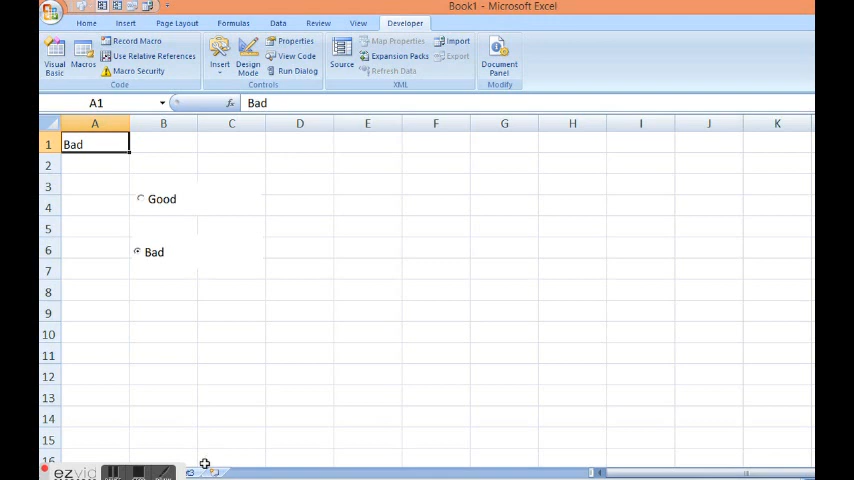 Book1 - Microsoft Excel
Home Insert Page Layout Formulas Data Review View Developer
Visual Basic
Macros
Record Macro
Use Relative References
Macro Security
Code
Insert
Design Mode
Properties
View Code
Run Dialog
Controls
Source
Map Properties
Expansion Packs
Refresh Data
Import
Export
XML
Document Panel
Modify
A1 fx Bad
A B C D E F G H I J K
1 Bad
2
3
Good
4
5
6 Bad
7
8
9
10
11
12
13
14
15
16
ezvid